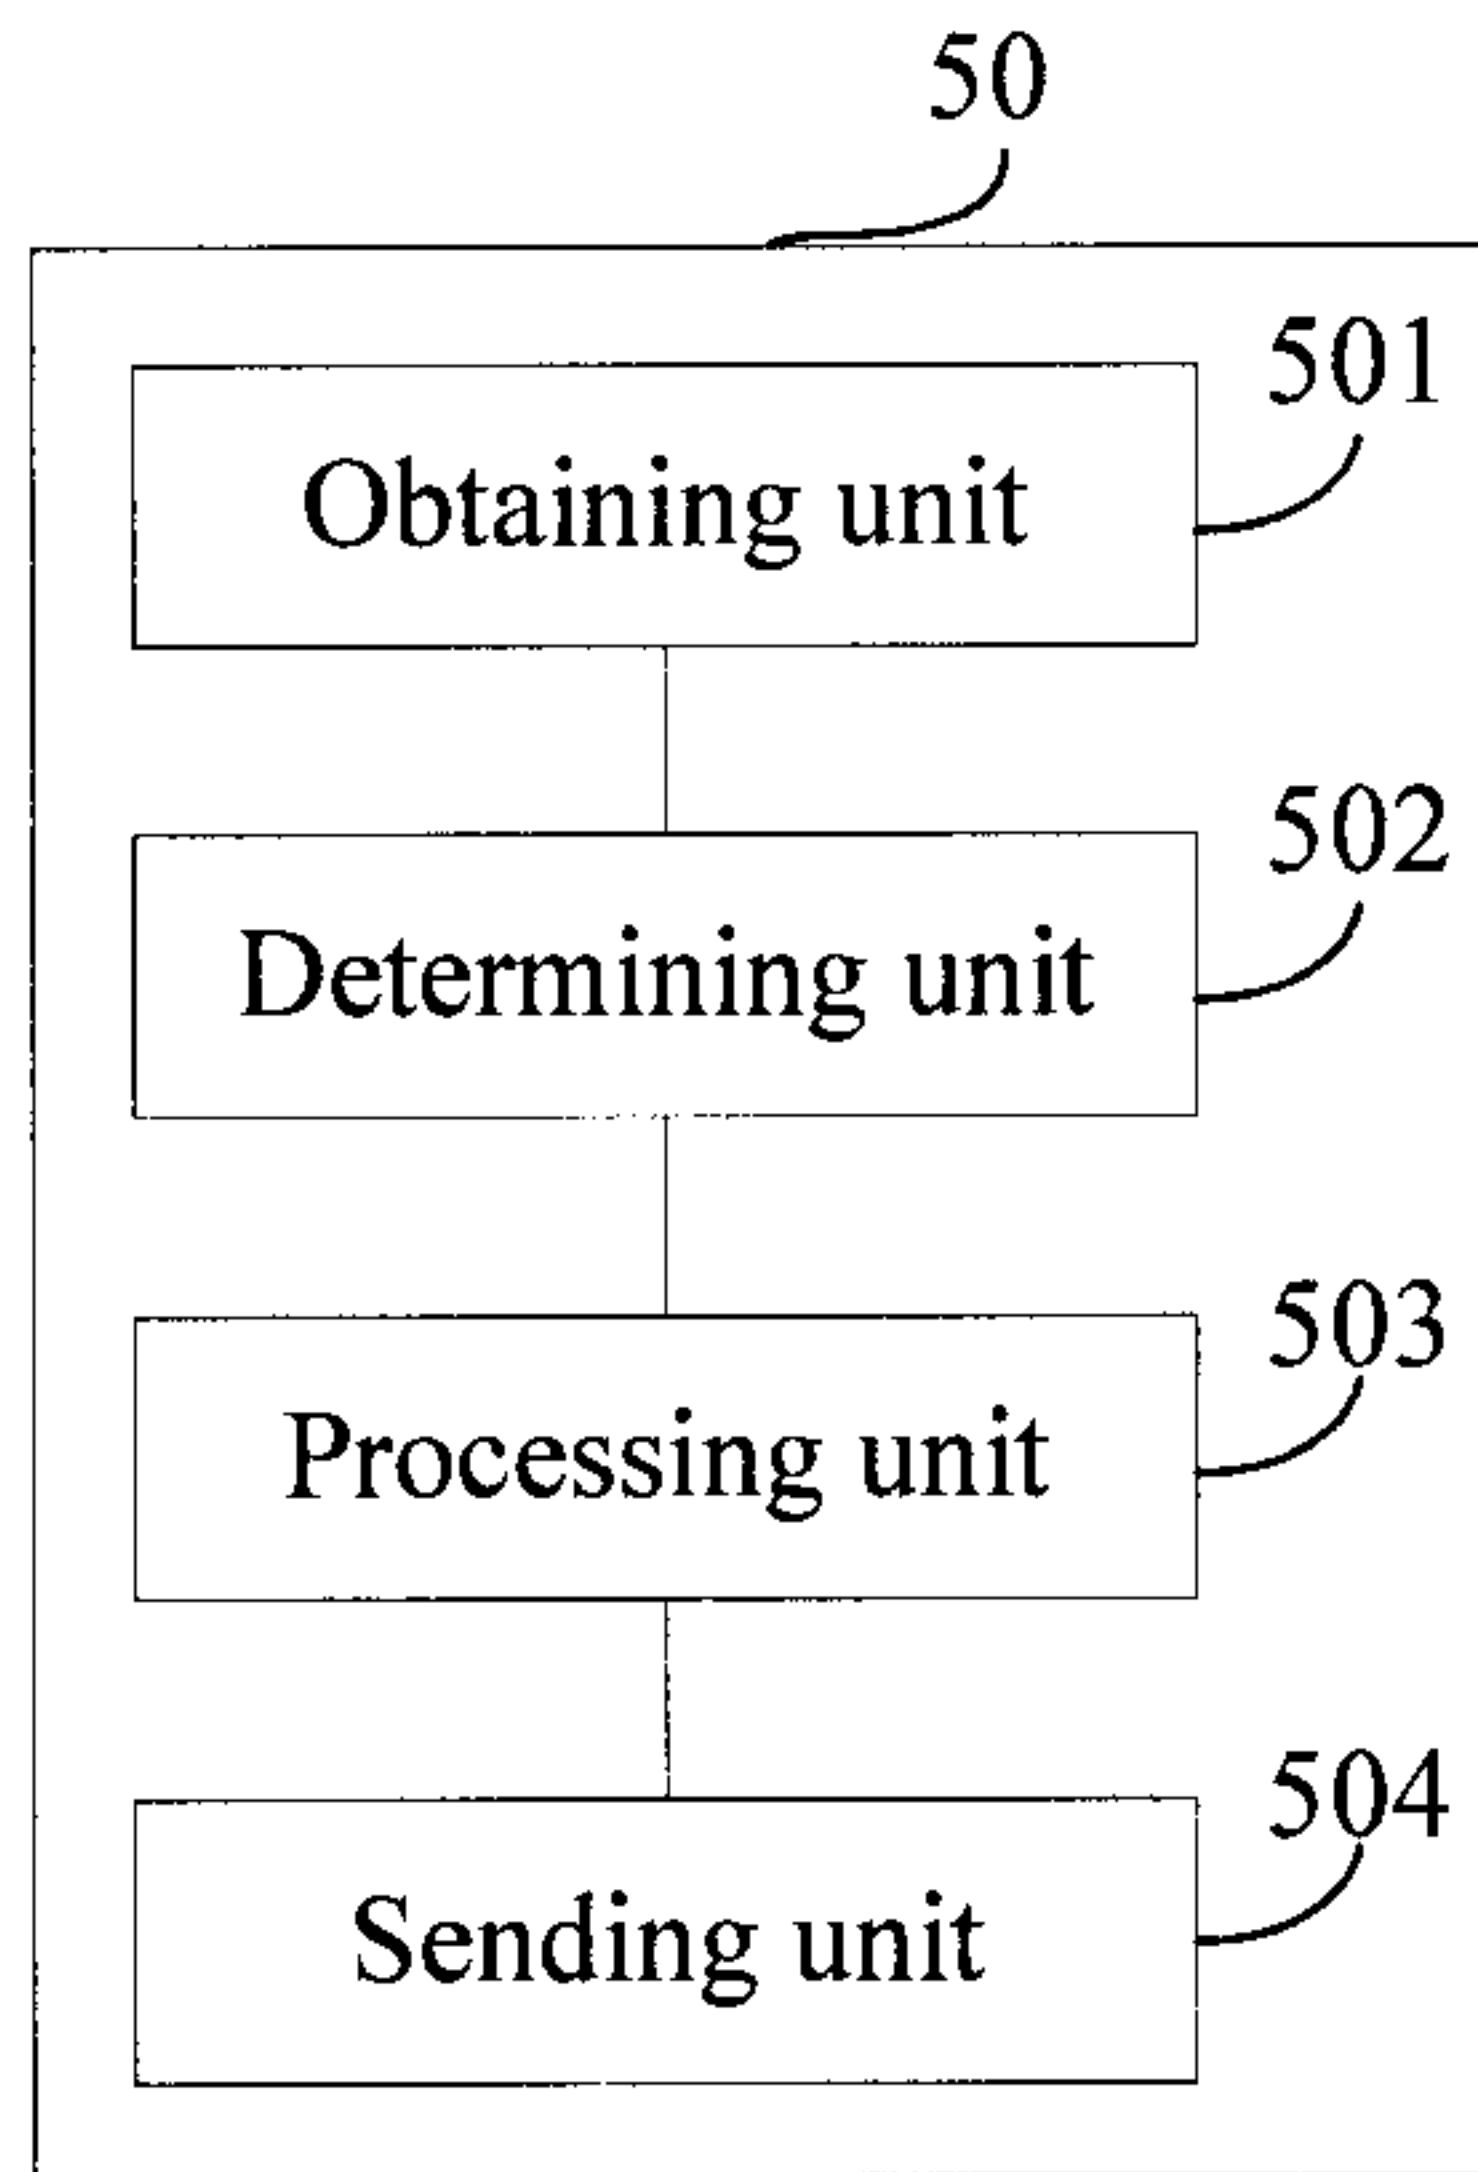 50
501
Obtaining unit
502
Determining unit
503
Processing unit
504
Sending unit